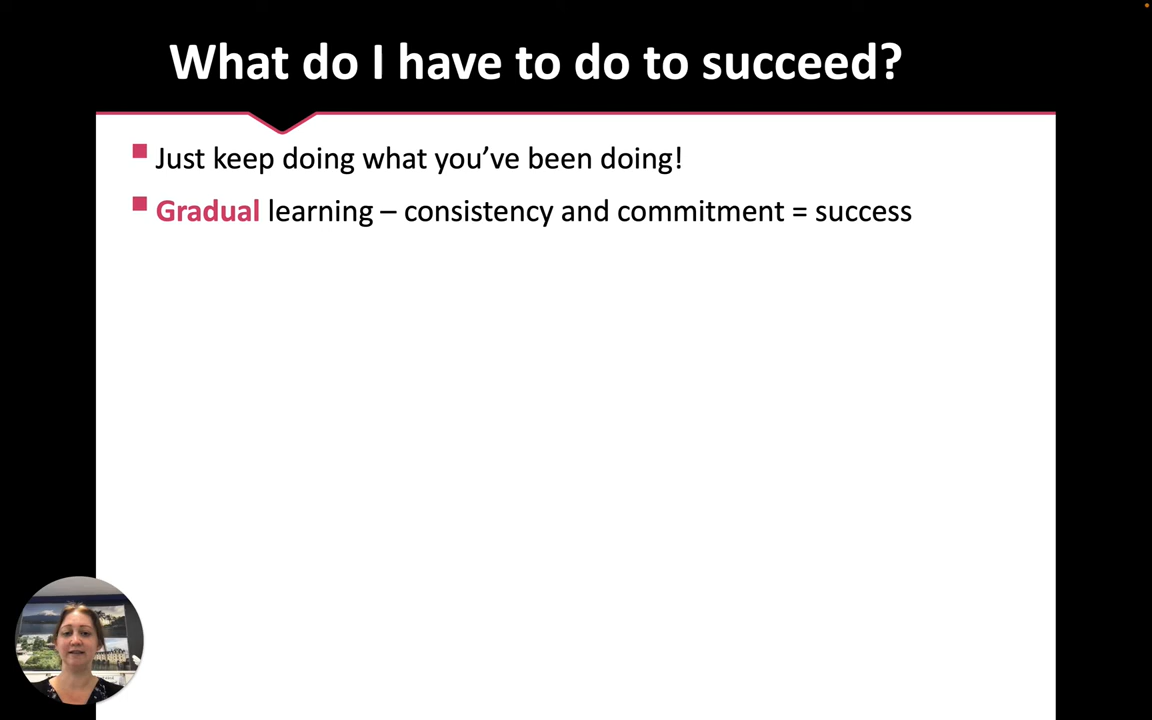 What do I have to do to succeed?
Just keep doing what you’ve been doing!
Gradual learning – consistency and commitment = success